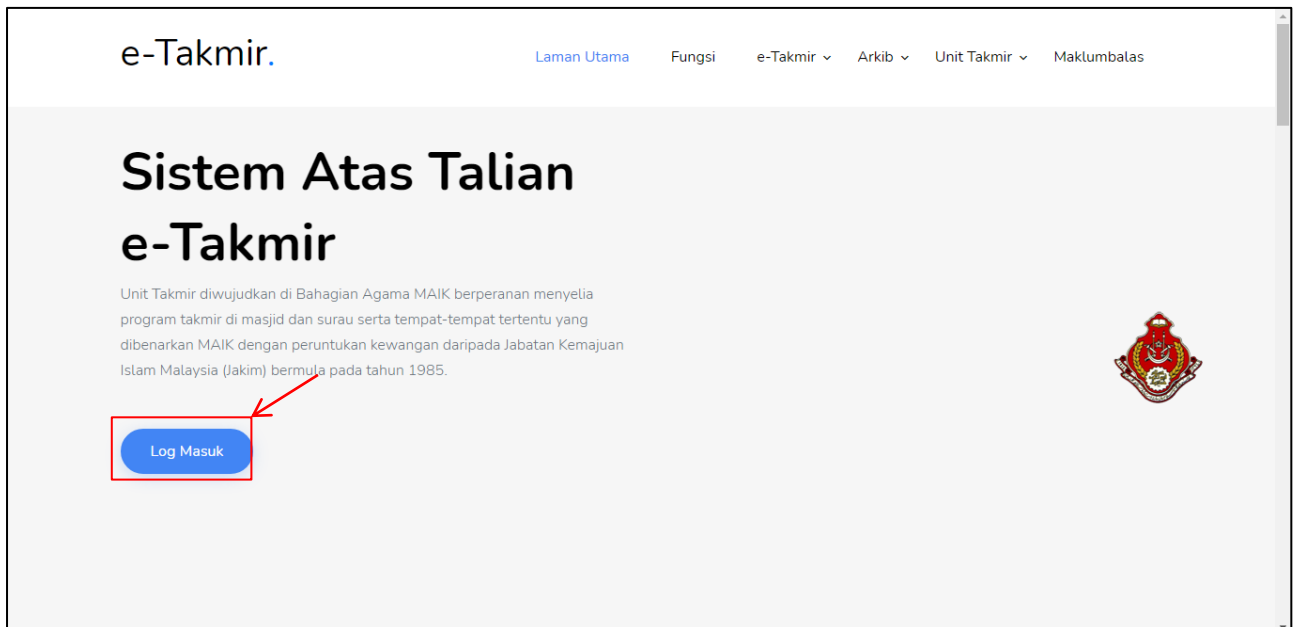 e-Takmir.
Laman Utama
Fungsi
e-Takmir
Arkib
Unit Takmir
Maklumbalas
Sistem Atas Talian
e-Takmir
Unit Takmir diwujudkan di Bahagian Agama MAIK berperanan menyelia
program takmir di masjid dan surau serta tempat-tempat tertentu yang
dibenarkan MAIK dengan peruntukan kewangan daripada Jabatan Kemajuan
Islam Malaysia (Jakim) bermula pada tahun 1985.
Log Masuk